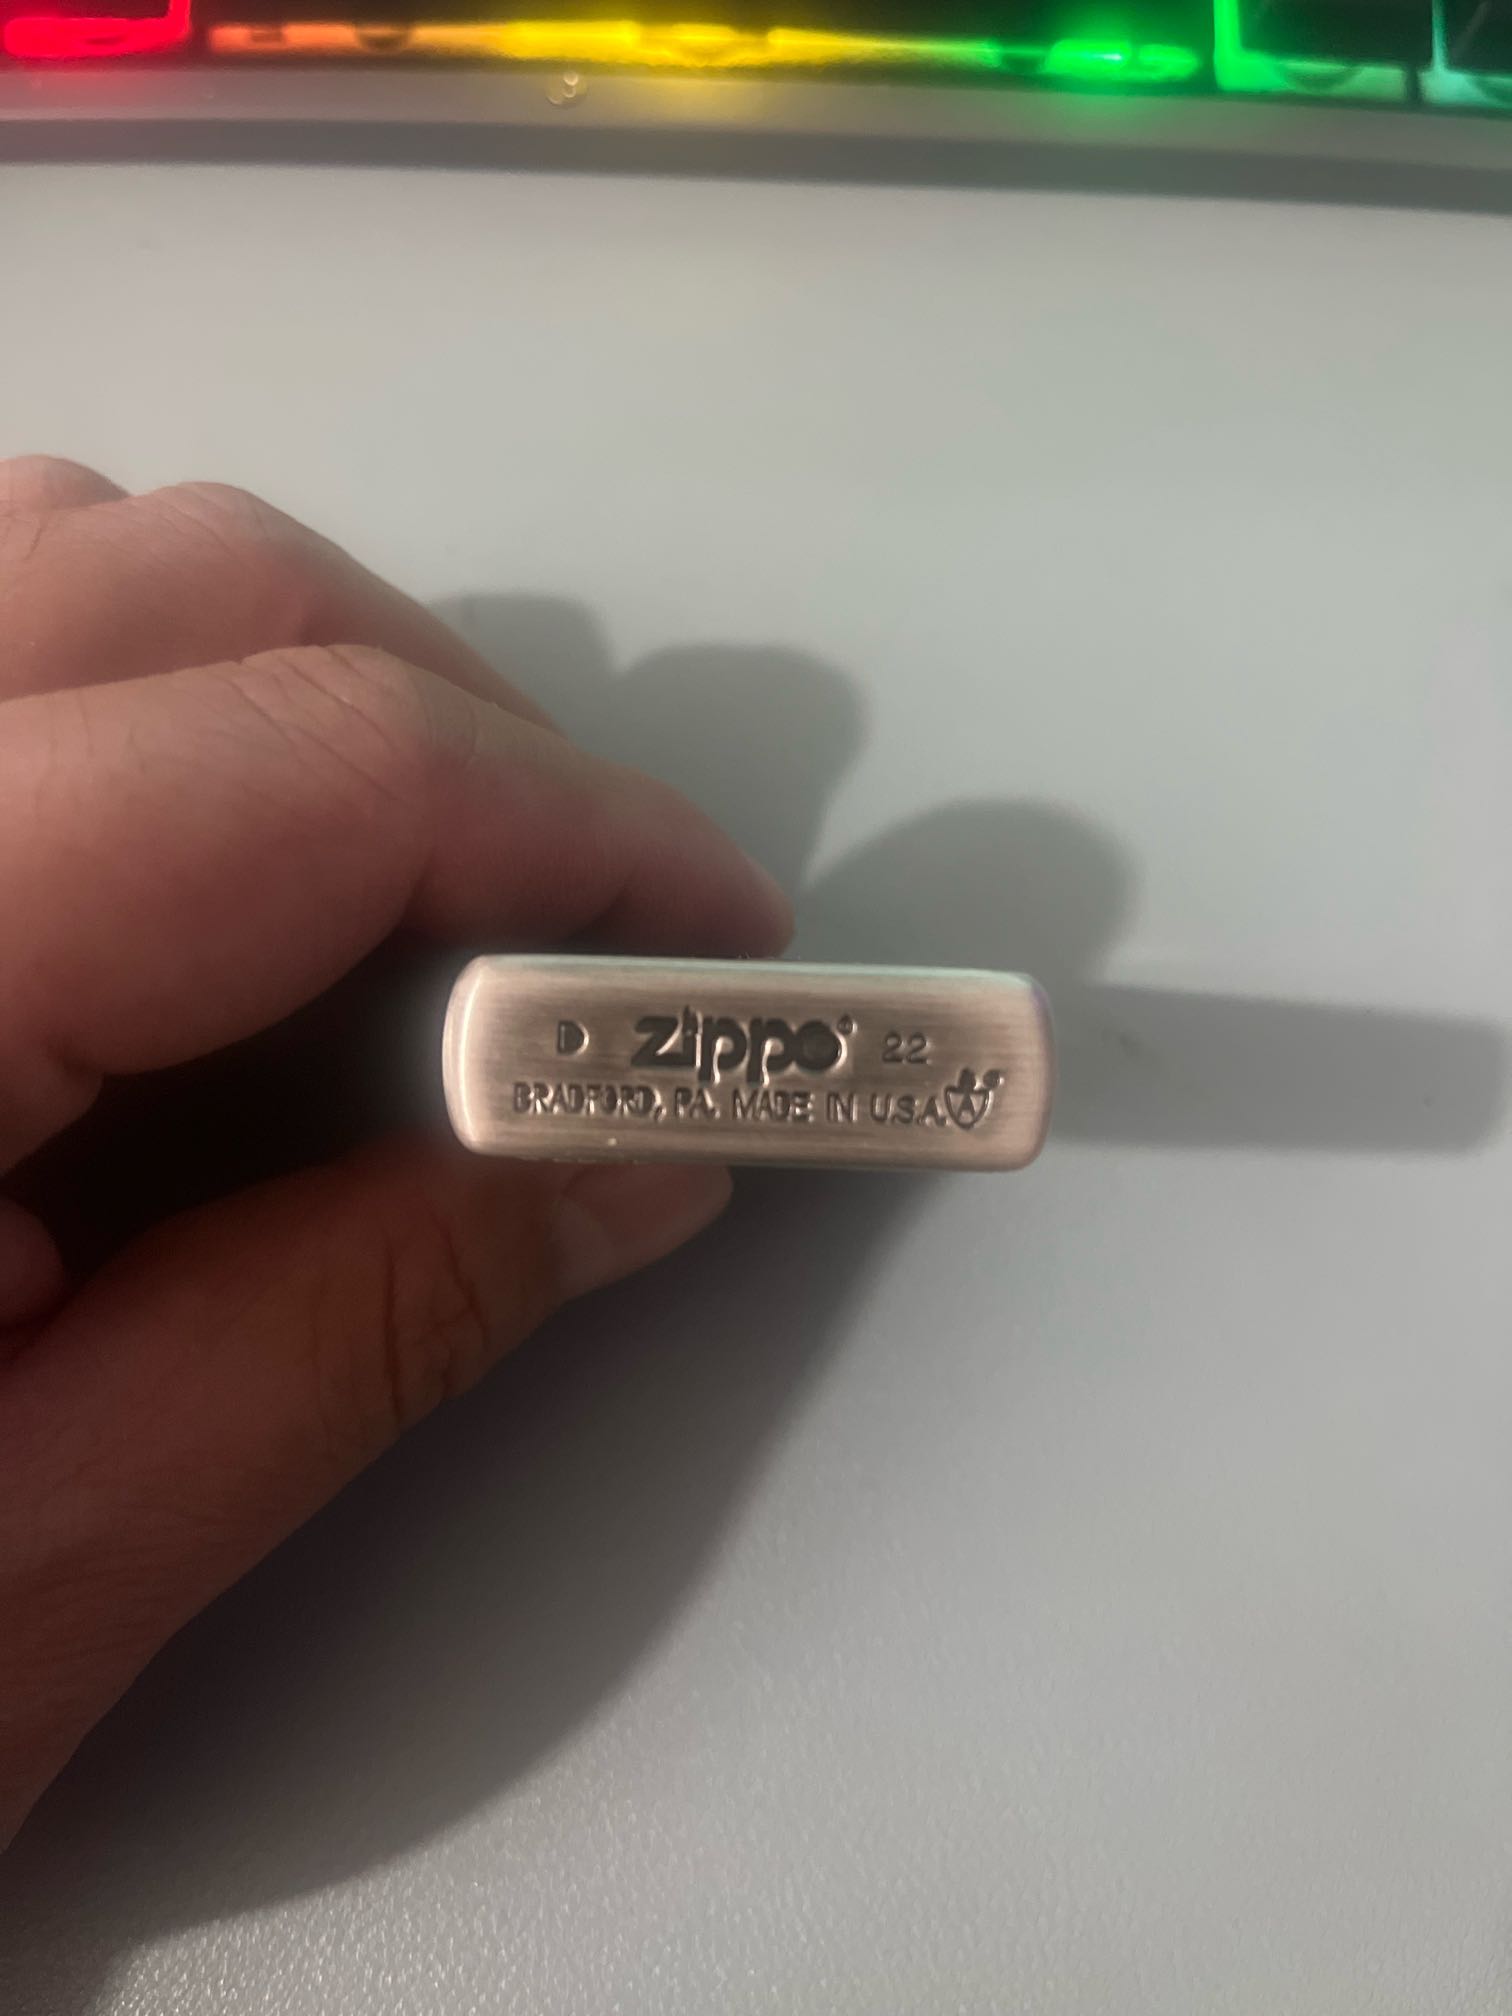 D zippo® 22
BRADFORD, PA. MADE IN U.S.A. A